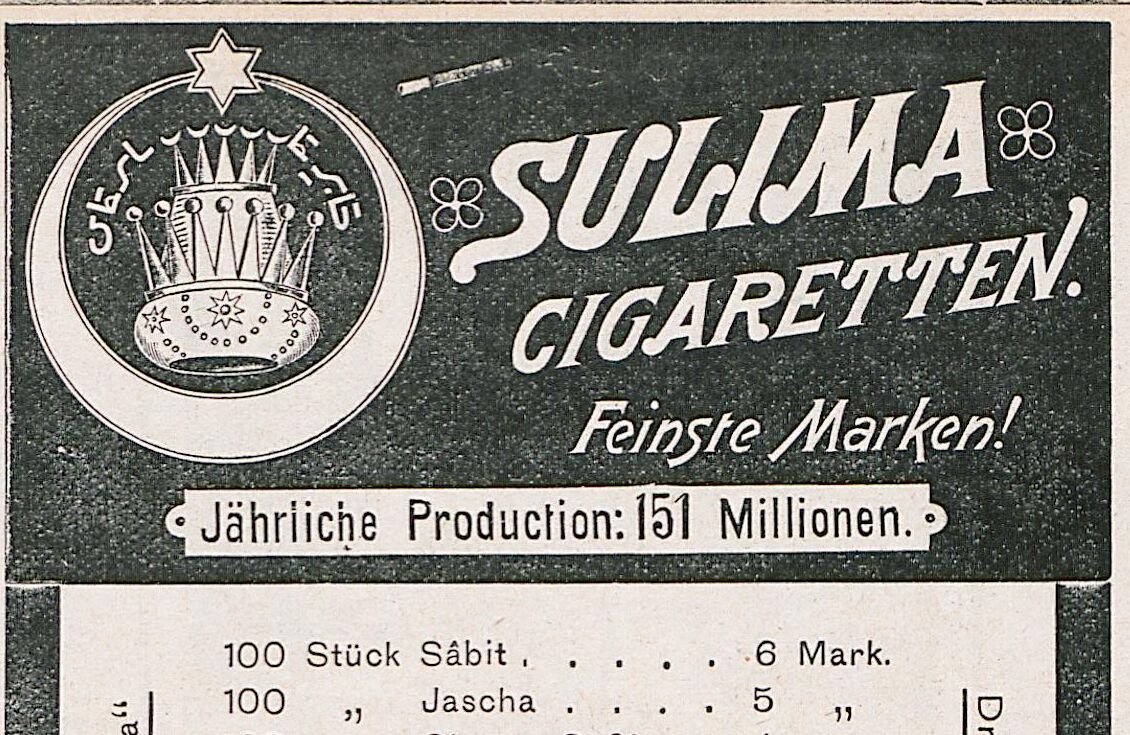 SULIMA
CIGARETTEN.
Feinste Marken!
Jährliche Production: 151 Millionen.
100 Stück Sâbit . . . . . 6 Mark.
100 „ Jascha . . . . 5 „